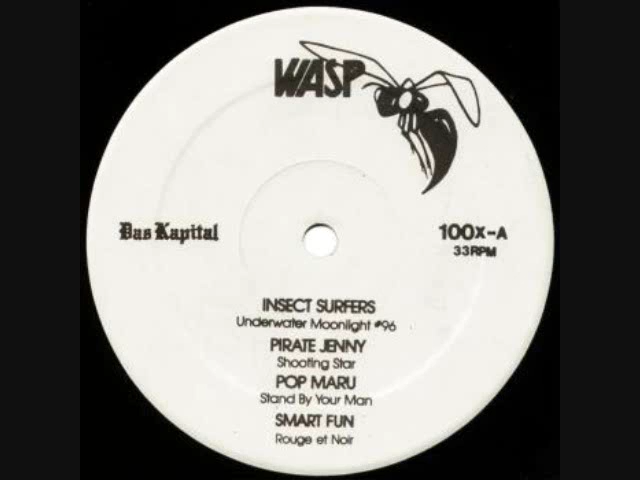 WASP
Das Kapital
100X-A
33RPM
INSECT SURFERS
Underwater Moonlight #96
PIRATE JENNY
Shooting Star
POP MARU
Stand By Your Man
SMART FUN
Rouge et Noir